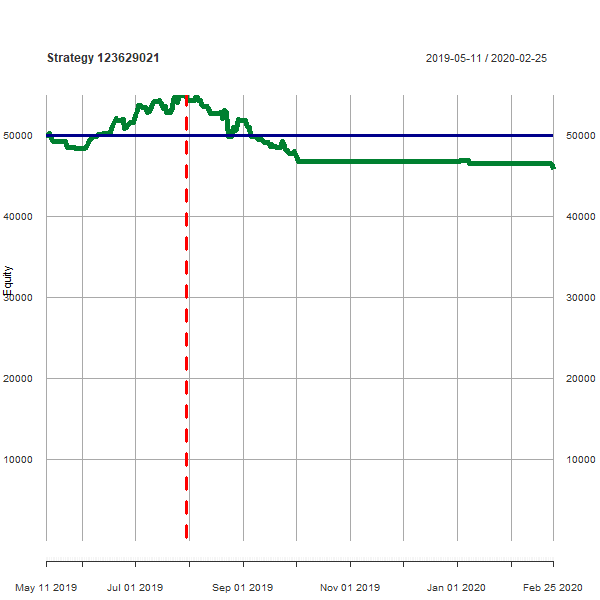 Strategy 123629021
2019-05-11 / 2020-02-25
50000
50000
40000
40000
Equity
30000
30000
20000
20000
10000
10000
May 11 2019
Jul 01 2019
Sep 01 2019
Nov 01 2019
Jan 01 2020
Feb 25 2020